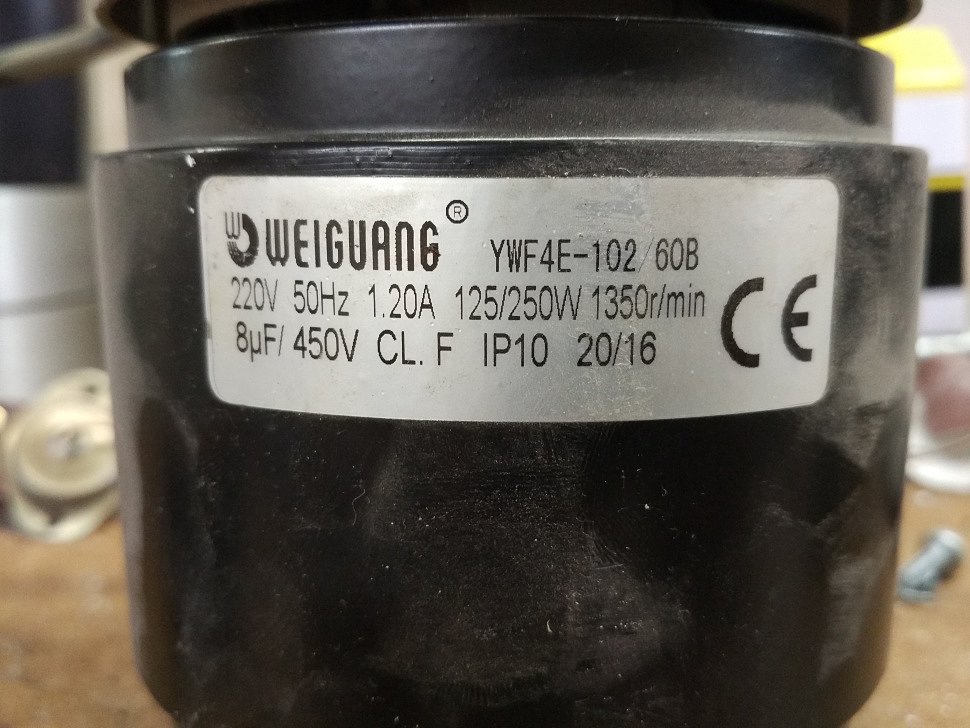 WEIGUANG® YWF4E-102/60B
220V 50Hz 1.20A 125/250W 1350r/min
8μF/ 450V CL. F IP10 20/16
CE